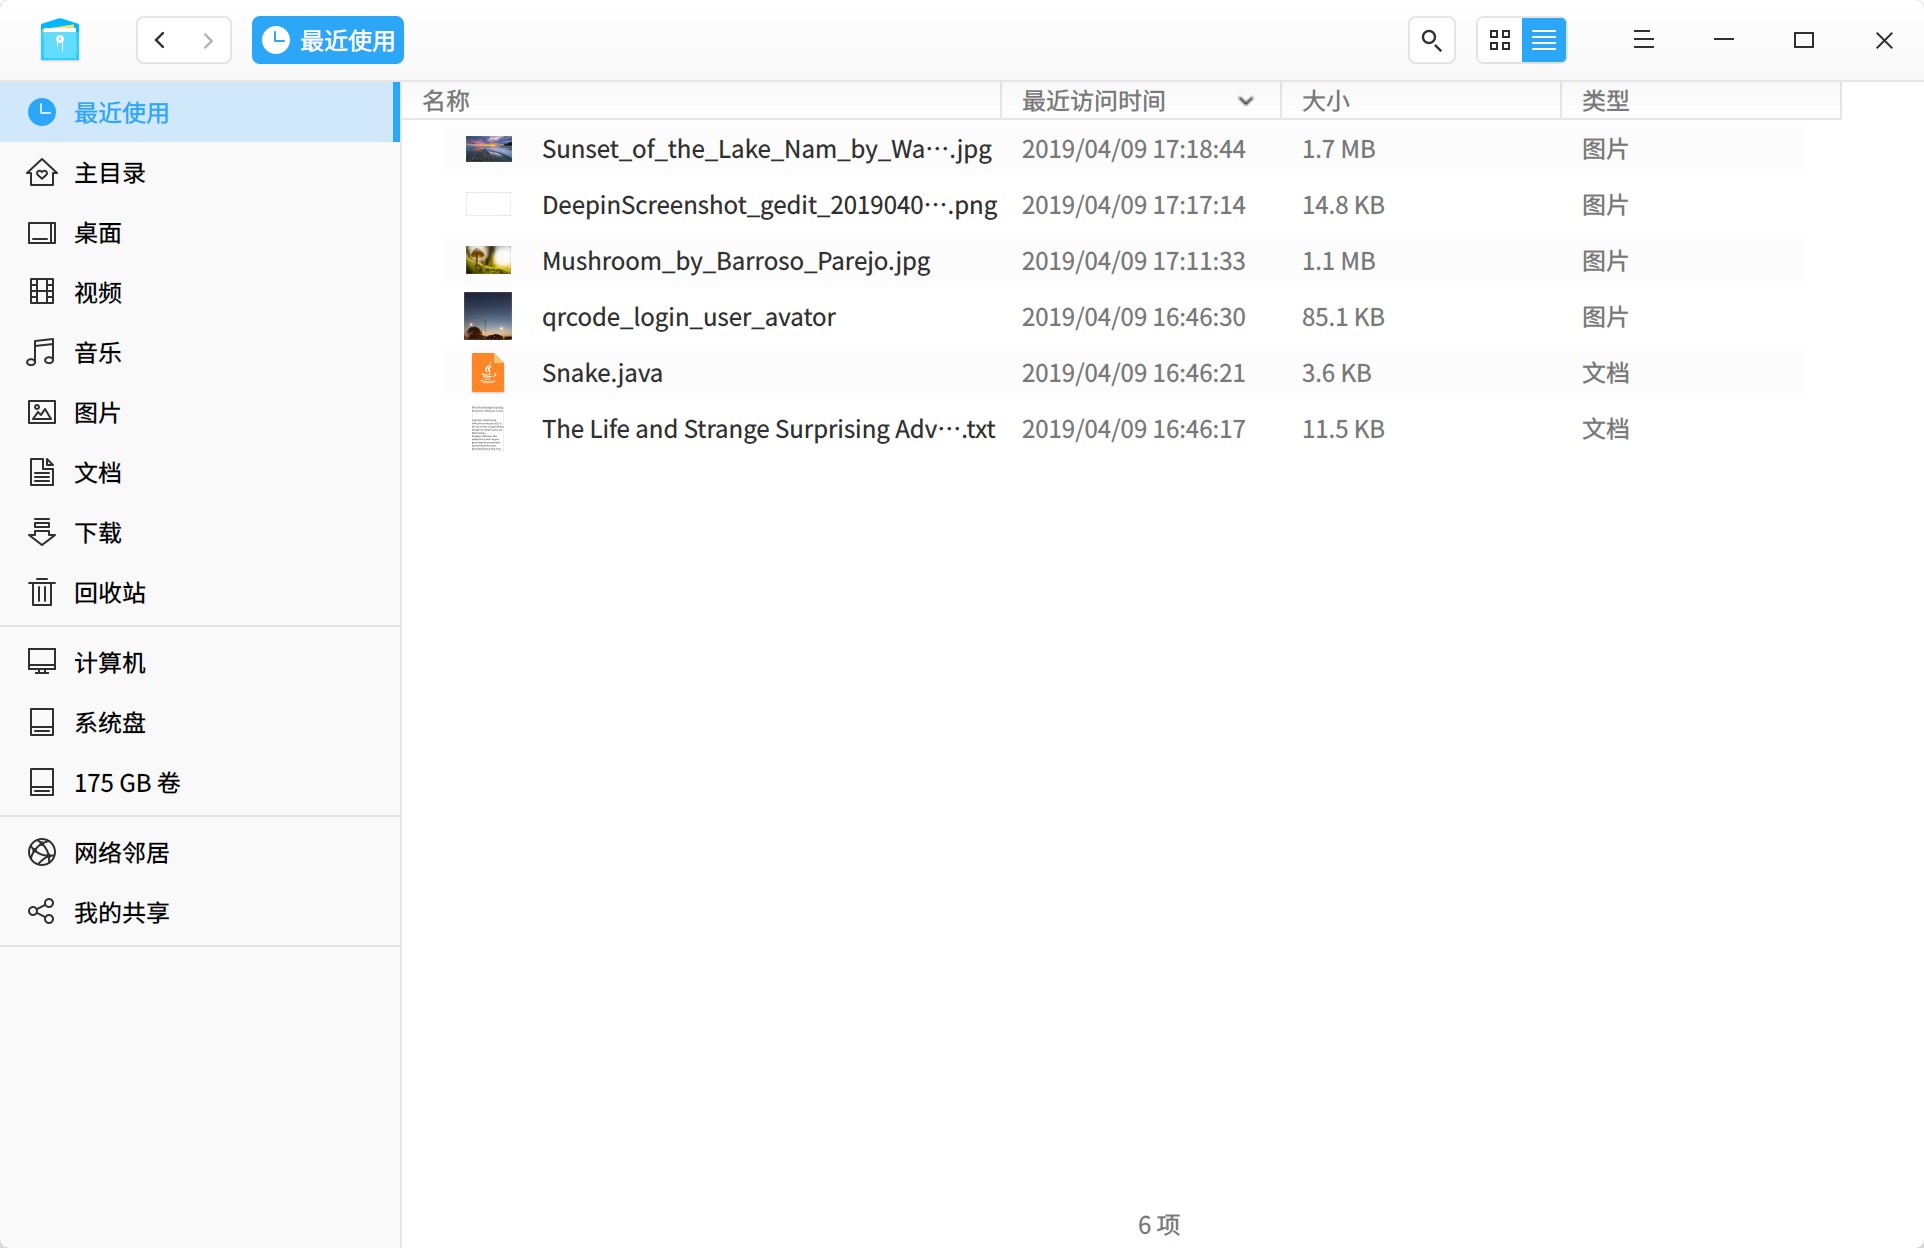 最近使用
最近使用
主目录
桌面
视频
音乐
图片
文档
下载
回收站
计算机
系统盘
175 GB 卷
网络邻居
我的共享
名称 最近访问时间 大小 类型
Sunset_of_the_Lake_Nam_by_Wa···.jpg 2019/04/09 17:18:44 1.7 MB 图片
DeepinScreenshot_gedit_2019040···.png 2019/04/09 17:17:14 14.8 KB 图片
Mushroom_by_Barroso_Parejo.jpg 2019/04/09 17:11:33 1.1 MB 图片
qrcode_login_user_avator 2019/04/09 16:46:30 85.1 KB 图片
Snake.java 2019/04/09 16:46:21 3.6 KB 文档
The Life and Strange Surprising Adv···.txt 2019/04/09 16:46:17 11.5 KB 文档
6 项